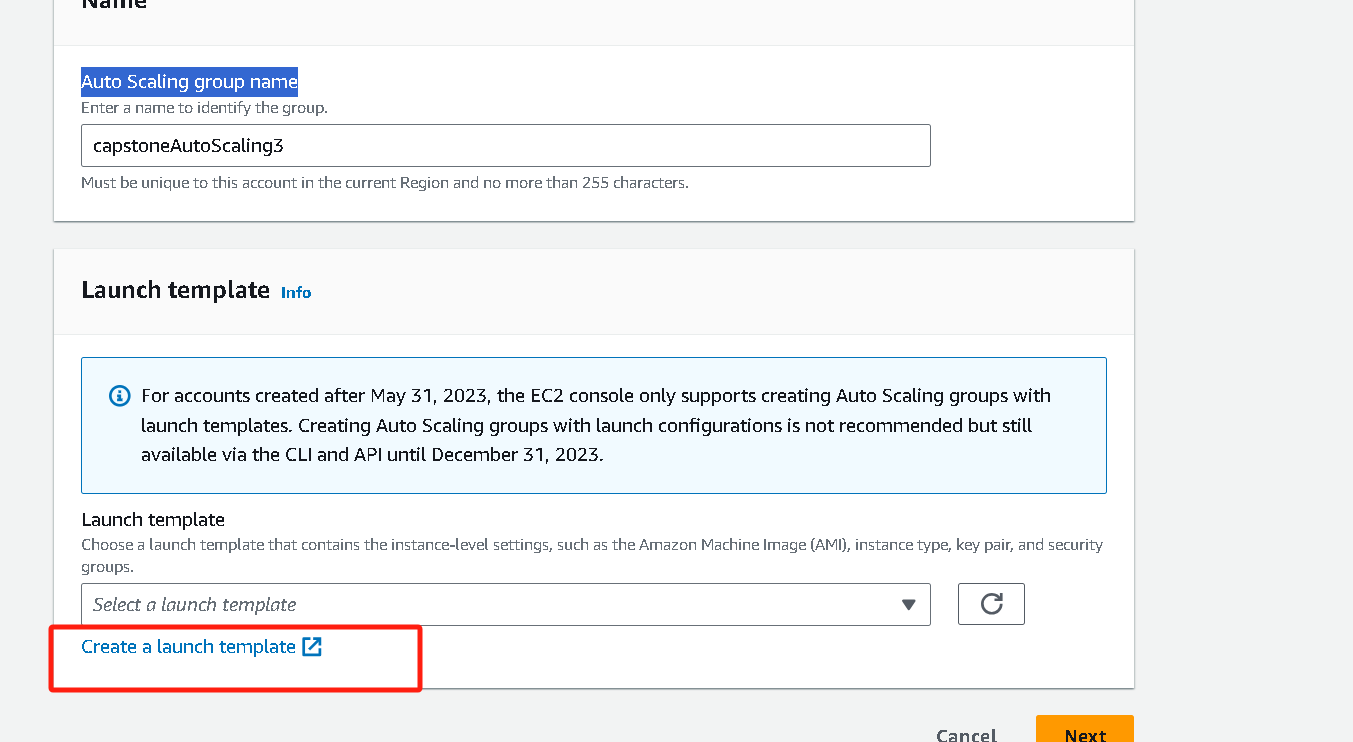 Name
Auto Scaling group name
Enter a name to identify the group.
capstoneAutoScaling3
Must be unique to this account in the current Region and no more than 255 characters.
Launch template Info
For accounts created after May 31, 2023, the EC2 console only supports creating Auto Scaling groups with
launch templates. Creating Auto Scaling groups with launch configurations is not recommended but still
available via the CLI and API until December 31, 2023.
Launch template
Choose a launch template that contains the instance-level settings, such as the Amazon Machine Image (AMI), instance type, key pair, and security
groups.
Select a launch template
Create a launch template
Cancel Next